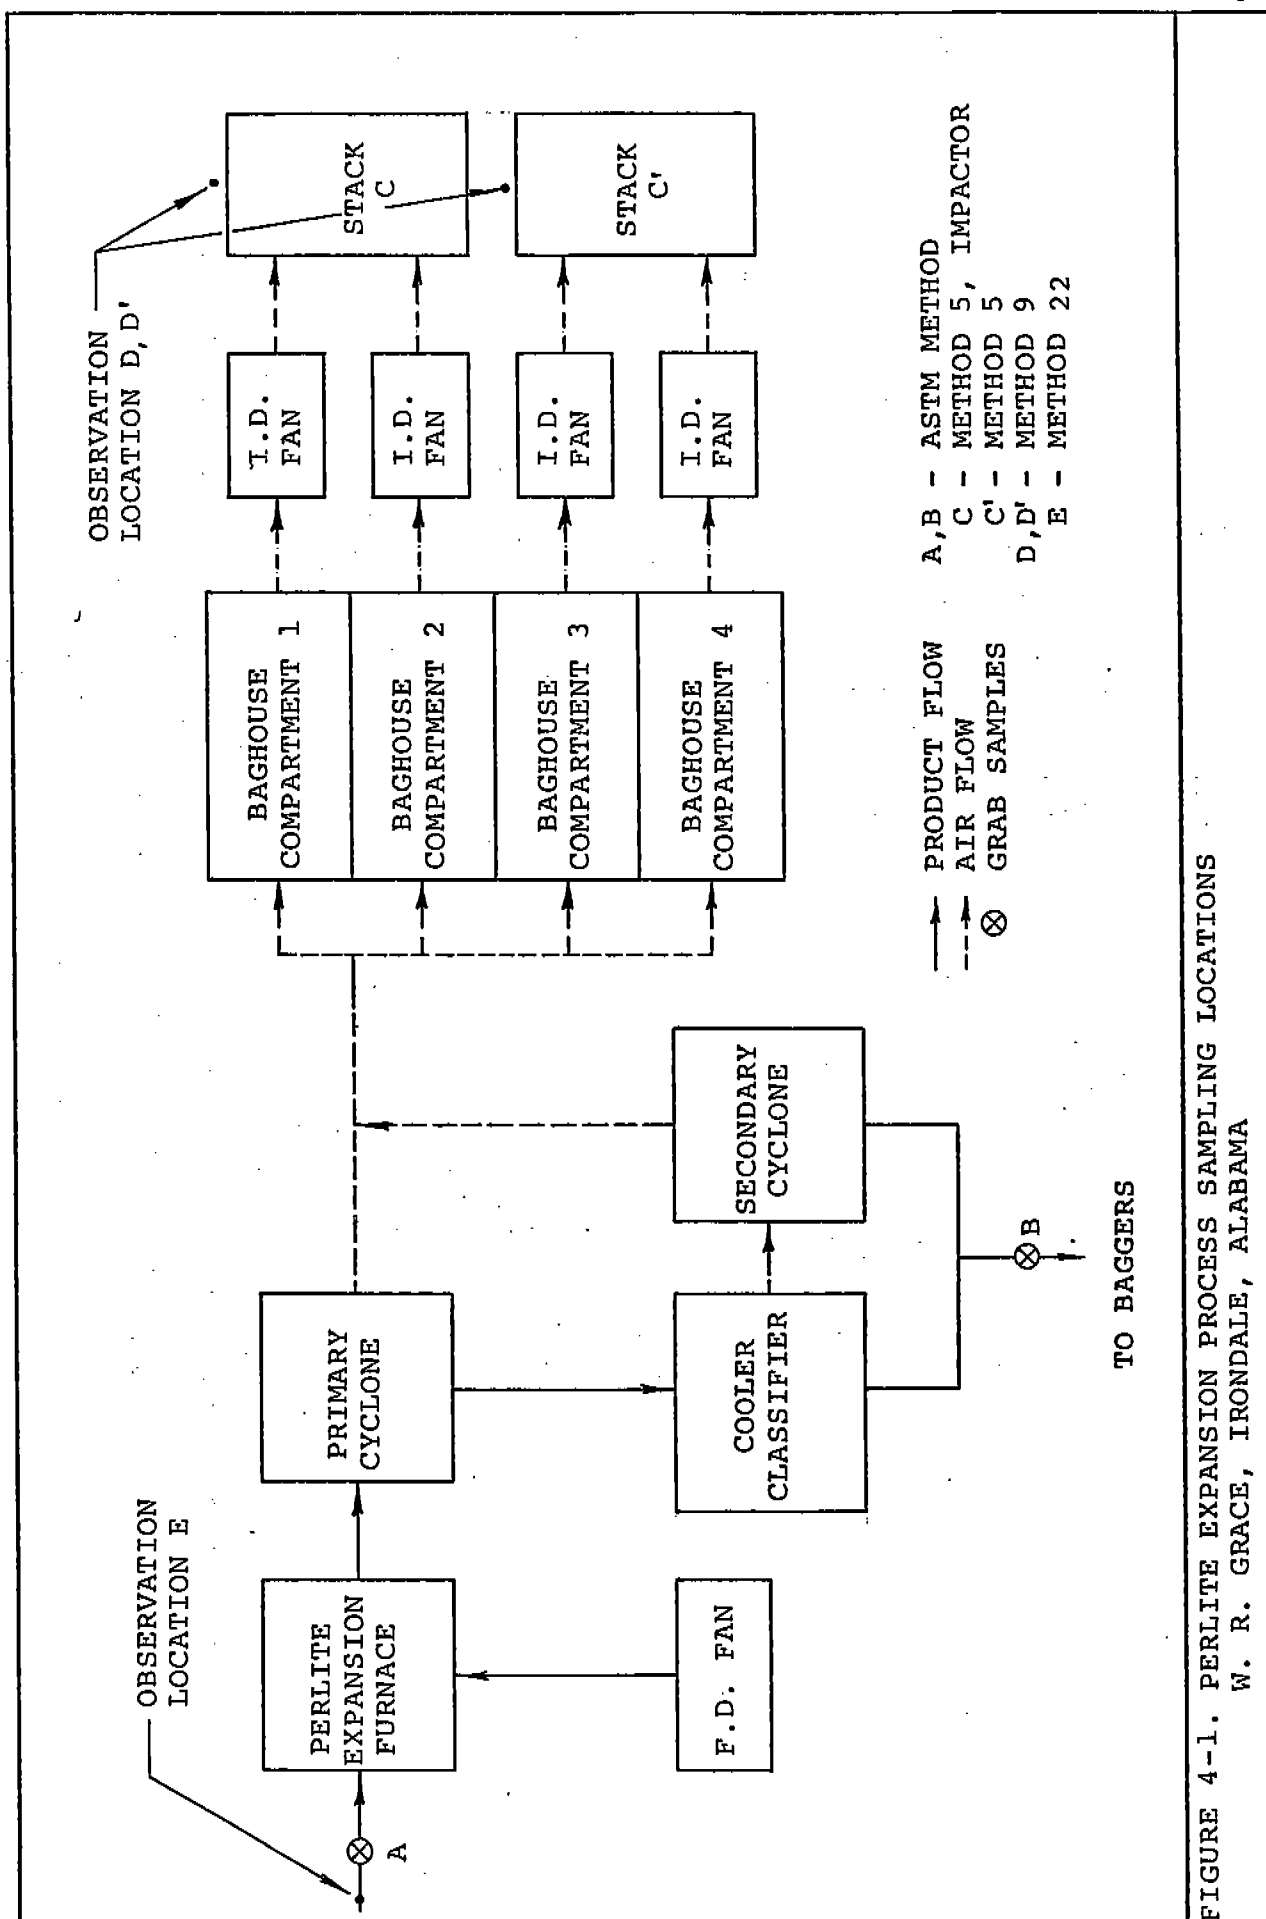 OBSERVATION
LOCATION E
A
PERLITE
EXPANSION
FURNACE
F.D. FAN
PRIMARY
CYCLONE
COOLER
CLASSIFIER
SECONDARY
CYCLONE
B
TO BAGGERS
BAGHOUSE
COMPARTMENT 1
BAGHOUSE
COMPARTMENT 2
BAGHOUSE
COMPARTMENT 3
BAGHOUSE
COMPARTMENT 4
I.D.
FAN
I.D.
FAN
I.D.
FAN
I.D.
FAN
OBSERVATION
LOCATION D,D'
STACK
C
STACK
C'
PRODUCT FLOW
AIR FLOW
GRAB SAMPLES
A,B - ASTM METHOD
C - METHOD 5, IMPACTOR
C' - METHOD 5
D,D' - METHOD 9
E - METHOD 22
FIGURE 4-1. PERLITE EXPANSION PROCESS SAMPLING LOCATIONS
W. R. GRACE, IRONDALE, ALABAMA